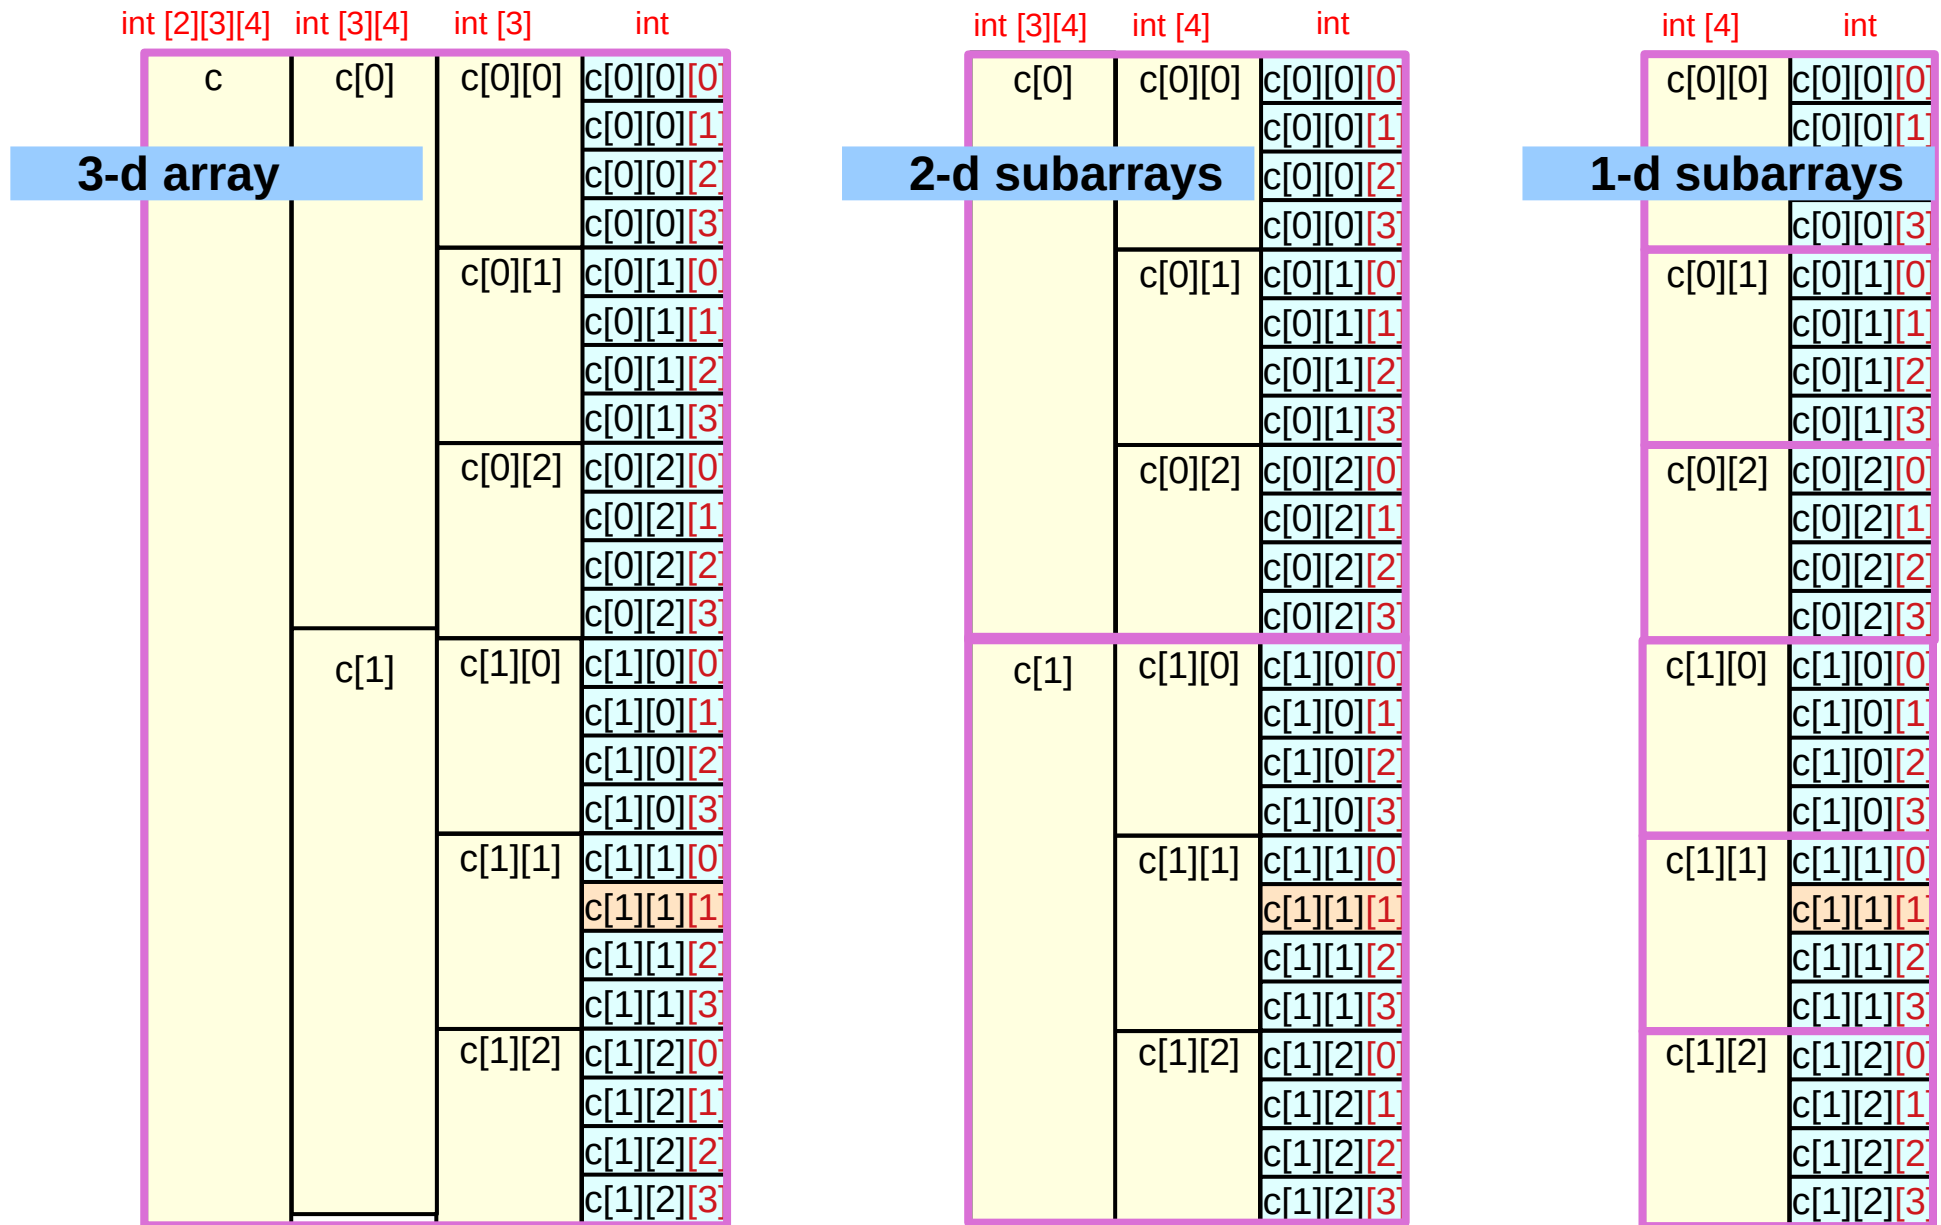 int [2][3][4] int [3][4] int [3] int
c c[0] c[0][0] c[0][0][0]
c[0][0][1]
3-d array c[0][0][2]
c[0][0][3]
c[0][1] c[0][1][0]
c[0][1][1]
c[0][1][2]
c[0][1][3]
c[0][2] c[0][2][0]
c[0][2][1]
c[0][2][2]
c[0][2][3]
c[1] c[1][0] c[1][0][0]
c[1][0][1]
c[1][0][2]
c[1][0][3]
c[1][1] c[1][1][0]
c[1][1][1]
c[1][1][2]
c[1][1][3]
c[1][2] c[1][2][0]
c[1][2][1]
c[1][2][2]
c[1][2][3]
int [3][4] int [4] int
c[0] c[0][0] c[0][0][0]
c[0][0][1]
2-d subarrays c[0][0][2]
c[0][0][3]
c[0][1] c[0][1][0]
c[0][1][1]
c[0][1][2]
c[0][1][3]
c[0][2] c[0][2][0]
c[0][2][1]
c[0][2][2]
c[0][2][3]
c[1] c[1][0] c[1][0][0]
c[1][0][1]
c[1][0][2]
c[1][0][3]
c[1][1] c[1][1][0]
c[1][1][1]
c[1][1][2]
c[1][1][3]
c[1][2] c[1][2][0]
c[1][2][1]
c[1][2][2]
c[1][2][3]
int [4] int
c[0][0] c[0][0][0]
c[0][0][1]
1-d subarrays
c[0][0][3]
c[0][1] c[0][1][0]
c[0][1][1]
c[0][1][2]
c[0][1][3]
c[0][2] c[0][2][0]
c[0][2][1]
c[0][2][2]
c[0][2][3]
c[1][0] c[1][0][0]
c[1][0][1]
c[1][0][2]
c[1][0][3]
c[1][1] c[1][1][0]
c[1][1][1]
c[1][1][2]
c[1][1][3]
c[1][2] c[1][2][0]
c[1][2][1]
c[1][2][2]
c[1][2][3]